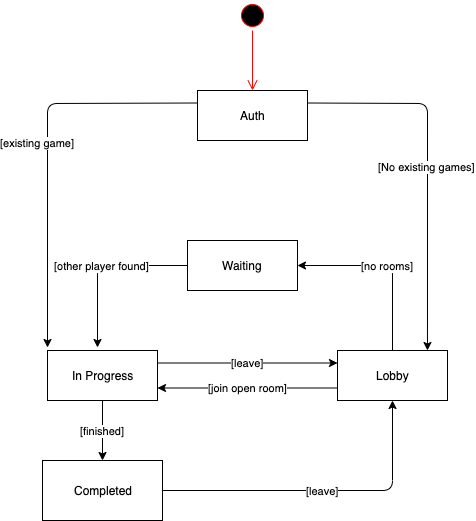 Auth
[existing game]
[No existing games]
Waiting
[other player found]
[no rooms]
In Progress
[leave]
Lobby
[join open room]
[finished]
Completed
[leave]